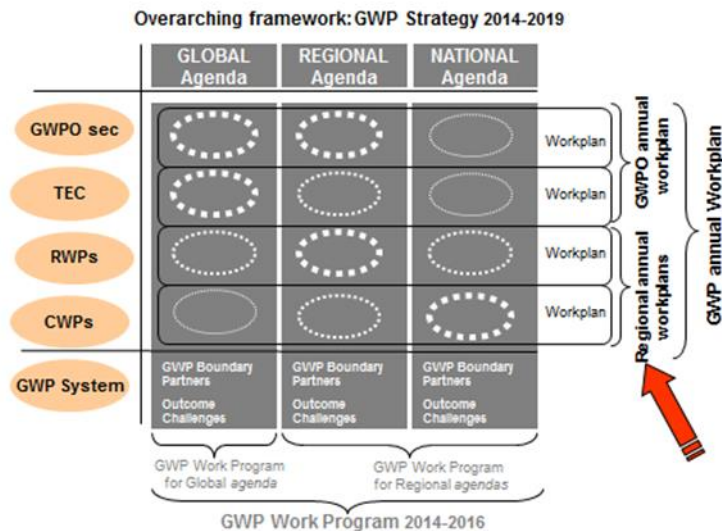 Overarching framework: GWP Strategy 2014-2019
GLOBAL Agenda
REGIONAL Agenda
NATIONAL Agenda
GWPO sec
Workplan
TEC
Workplan
RWPs
Workplan
CWPs
Workplan
GWPO annual workplan
Regional annual workplans
GWP annual Workplan
GWP System
GWP Boundary Partners
Outcome Challenges
GWP Boundary Partners
Outcome Challenges
GWP Boundary Partners
Outcome Challenges
GWP Work Program for Global agenda
GWP Work Program for Regional agendas
GWP Work Program 2014-2016